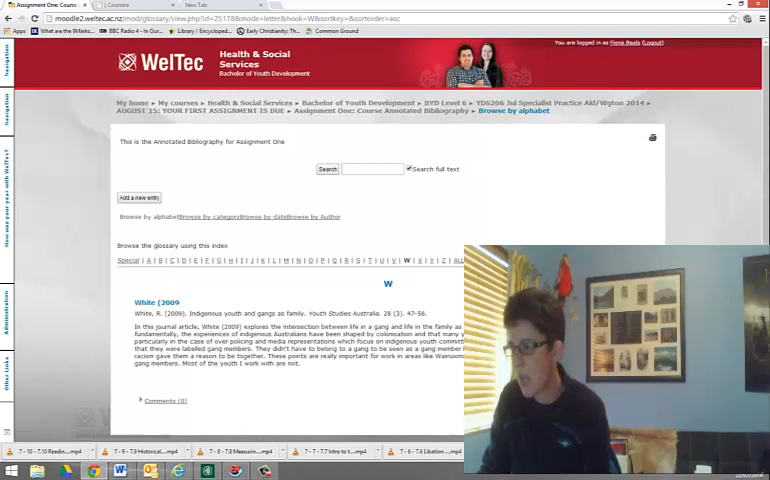 Assignment One: Course
Courses
New Tab
moodle2.weltec.ac.nz/mod/glossary/view.php?id=25178&mode=letter&hook=W&sortkey=&sortorder=asc
Apps
What are the 9Marks...
BBC Radio 4 - In Our...
Library / Encycloped...
Early Christianity: Th...
Common Ground
You are logged in as Fiona Beals (Logout)
WelTec
Health & Social
Services
Bachelor of Youth Development
Navigation
Navigation
How was your year with WelTec?
Administration
Other Links
My home ► My courses ► Health & Social Services ► Bachelor of Youth Development ► BYD Level 6 ► YD6206 Jul Specialist Practice Akl/Wgton 2014 ►
AUGUST 15: YOUR FIRST ASSIGNMENT IS DUE ► Assignment One: Course Annotated Bibliography ► Browse by alphabet
This is the Annotated Bibliography for Assignment One
Search
Search full text
Add a new entry
Browse by alphabet Browse by category Browse by date Browse by Author
Browse the glossary using this index
Special | A | B | C | D | E | F | G | H | I | J | K | L | M | N | O | P | Q | R | S | T | U | V | W | X | Y | Z | ALL
W
White (2009
White, R. (2009). Indigenous youth and gangs as family. Youth Studies Australia. 28 (3). 47-56.
In this journal article, White (2009) explores the intersection between life in a gang and life in the family as
fundamentally, the experiences of indigenous Australians have been shaped by colonisation and that many y
particularly in the case of over policing and media representations which focus on indigenous youth committ
that they were labelled gang members. They didn't have to belong to a gang to be seen as a gang member
racism gave them a reason to be together. These points are really important for work in areas like Wainuiom
gang members. Most of the youth I work with are not.
Comments (0)
7 - 10 - 7.10 Readin....mp4
7 - 9 - 7.9 Historical....mp4
7 - 8 - 7.8 Measurin....mp4
7 - 7 - 7.7 Intro to t....mp4
7 - 6 - 7.6 Libation ....mp4